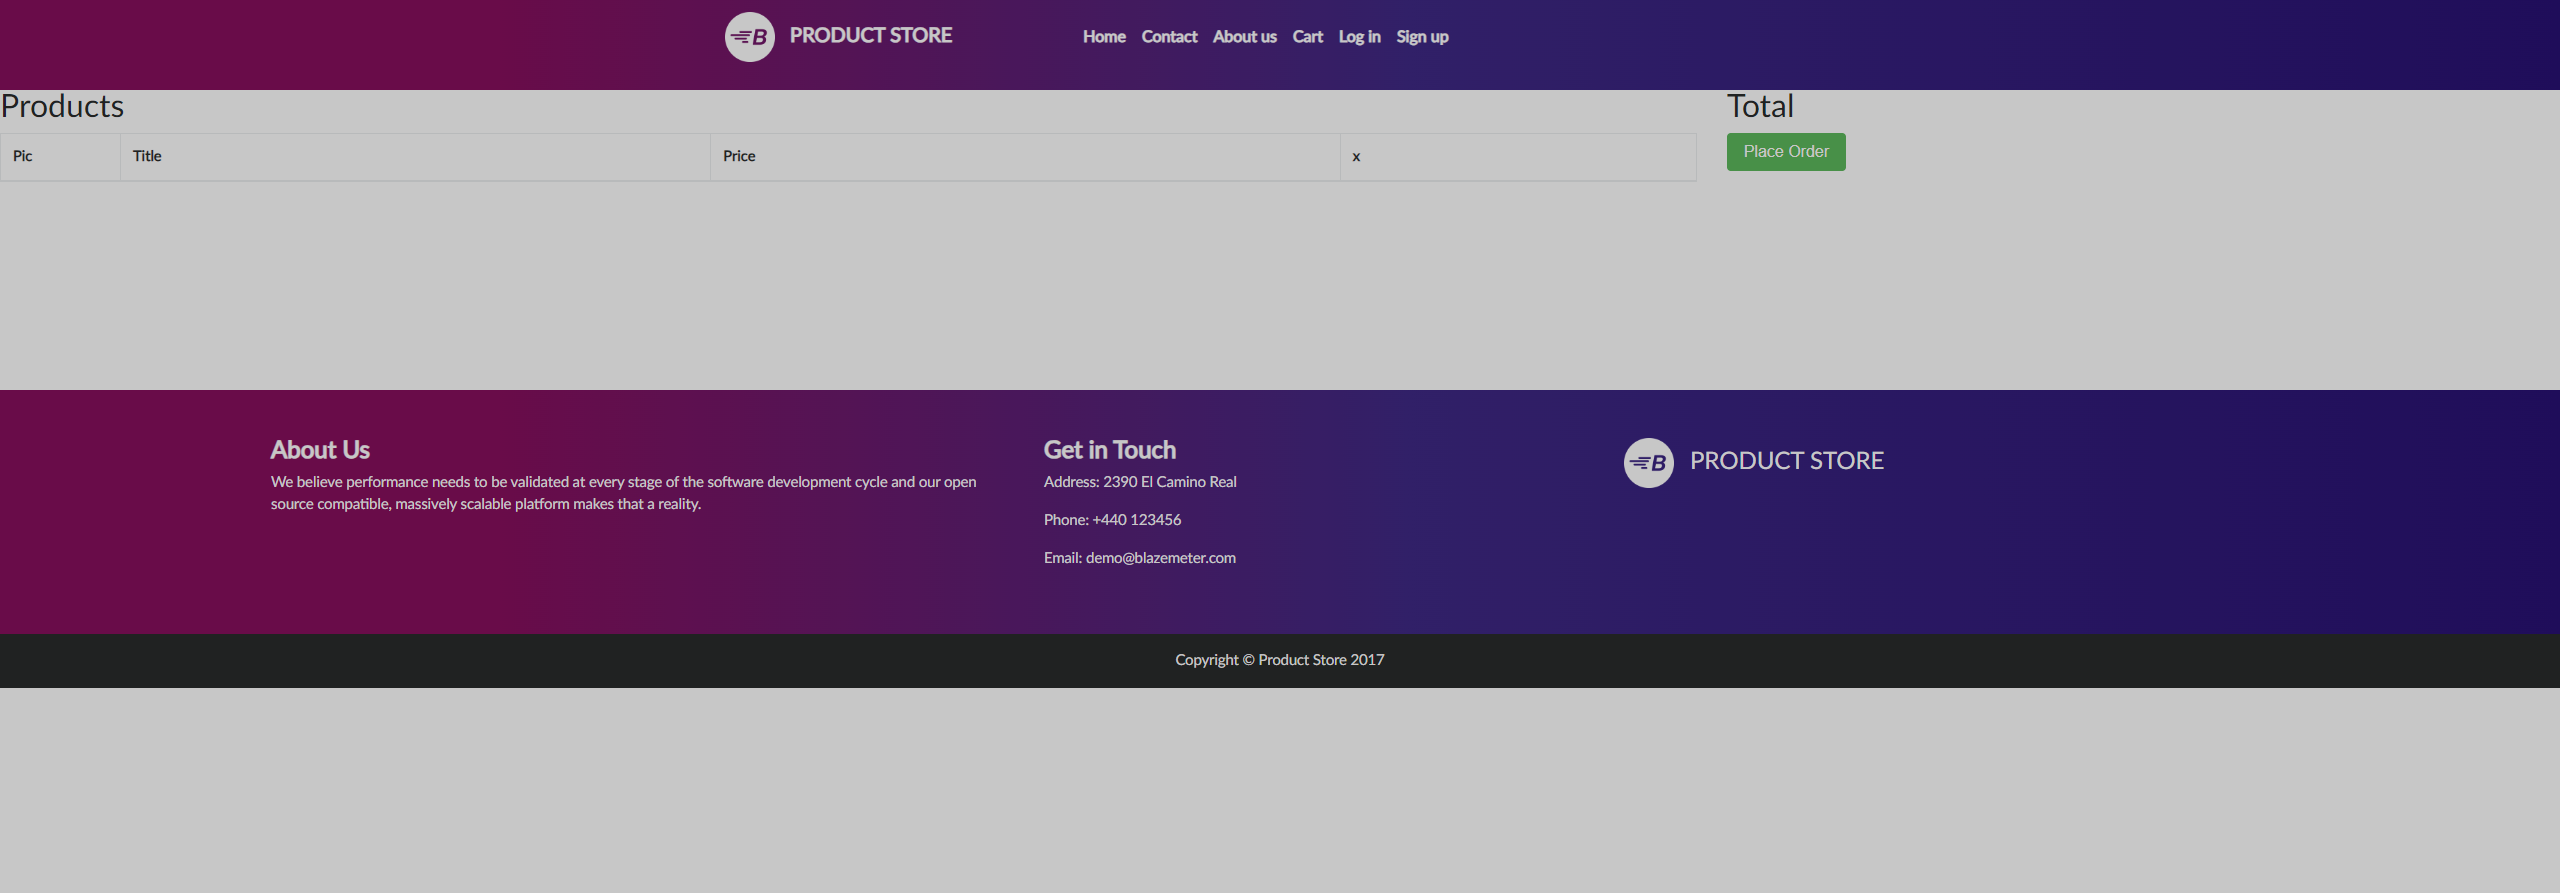 B PRODUCT STORE
Home Contact About us Cart Log in Sign up
Products
Total
Pic Title Price x
Place Order
About Us
We believe performance needs to be validated at every stage of the software development cycle and our open
source compatible, massively scalable platform makes that a reality.
Get in Touch
Address: 2390 El Camino Real
Phone: +440 123456
Email: demo@blazemeter.com
B PRODUCT STORE
Copyright © Product Store 2017